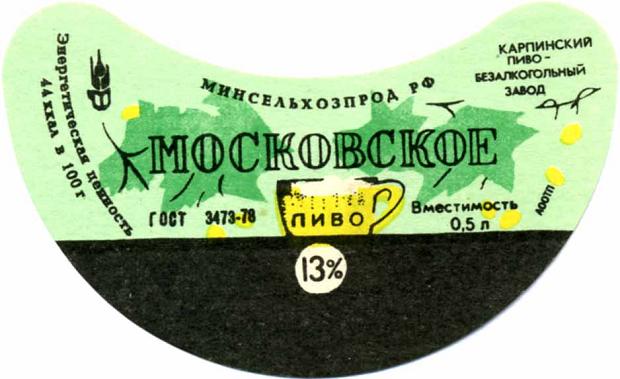 Энергетическая ценность
44 ккал в 100 г
МИНСЕЛЬХОЗПРОД РФ
КАРПИНСКИЙ
ПИВО-
БЕЗАЛКОГОЛЬНЫЙ
ЗАВОД
МОСКОВСКОЕ
ГОСТ 3473-78
ПИВО
Вместимость
0,5 л
13%